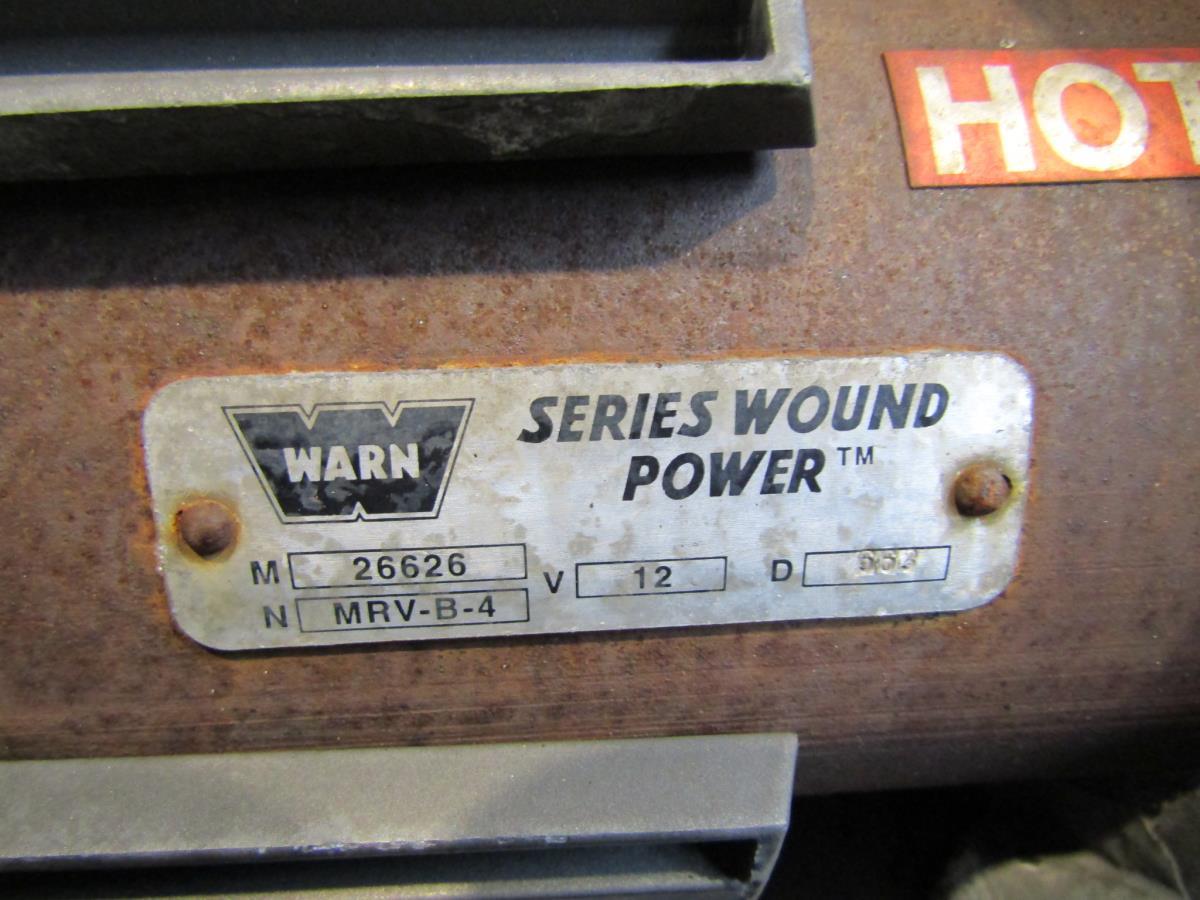 HOT
WARN
SERIES WOUND
POWER™
M 26626
V 12
D
N MRV-B-4